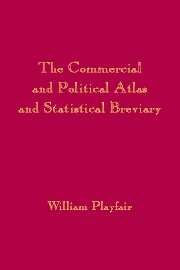 The Commercial
and Political Atlas
and Statistical Breviary
William Playfair